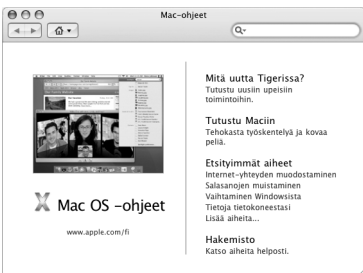 Mac-ohjeet
Mac OS -ohjeet
www.apple.com/fi
Mitä uutta Tigerissa?
Tutustu uusiin upeisiin
toimintoihin.
Tutustu Maciin
Tehokasta työskentelyä ja kovaa
peliä.
Etsityimmät aiheet
Internet-yhteyden muodostaminen
Salasanojen muistaminen
Vaihtaminen Windowsista
Tietoja tietokoneestasi
Lisää aiheita...
Hakemisto
Katso aiheita helposti.